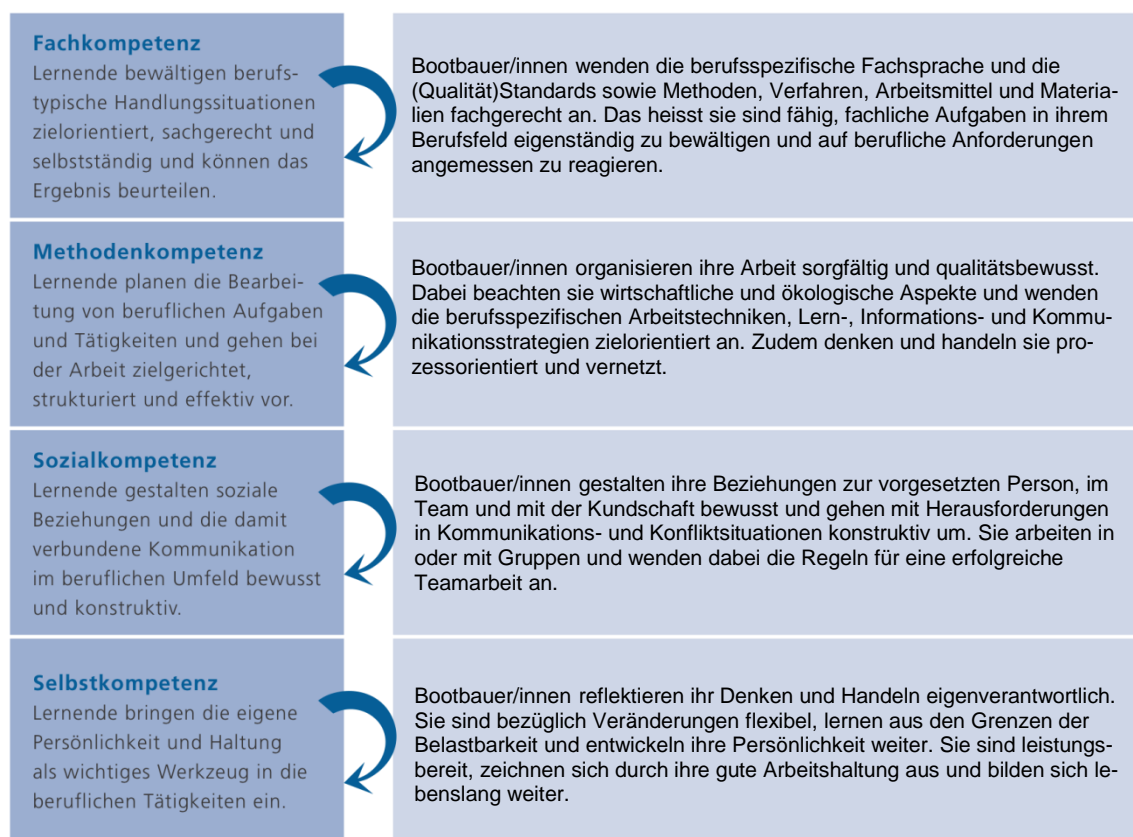 Fachkompetenz
Lernende bewältigen berufs-
typische Handlungssituationen
zielorientiert, sachgerecht und
selbstständig und können das
Ergebnis beurteilen.
Bootbauer/innen wenden die berufsspezifische Fachsprache und die
(Qualität)Standards sowie Methoden, Verfahren, Arbeitsmittel und Materia-
lien fachgerecht an. Das heisst sie sind fähig, fachliche Aufgaben in ihrem
Berufsfeld eigenständig zu bewältigen und auf berufliche Anforderungen
angemessen zu reagieren.
Methodenkompetenz
Lernende planen die Bearbei-
tung von beruflichen Aufgaben
und Tätigkeiten und gehen bei
der Arbeit zielgerichtet,
strukturiert und effektiv vor.
Bootbauer/innen organisieren ihre Arbeit sorgfältig und qualitätsbewusst.
Dabei beachten sie wirtschaftliche und ökologische Aspekte und wenden
die berufsspezifischen Arbeitstechniken, Lern-, Informations- und Kommu-
nikationsstrategien zielorientiert an. Zudem denken und handeln sie pro-
zessorientiert und vernetzt.
Sozialkompetenz
Lernende gestalten soziale
Beziehungen und die damit
verbundene Kommunikation
im beruflichen Umfeld bewusst
und konstruktiv.
Bootbauer/innen gestalten ihre Beziehungen zur vorgesetzten Person, im
Team und mit der Kundschaft bewusst und gehen mit Herausforderungen
in Kommunikations- und Konfliktsituationen konstruktiv um. Sie arbeiten in
oder mit Gruppen und wenden dabei die Regeln für eine erfolgreiche
Teamarbeit an.
Selbstkompetenz
Lernende bringen die eigene
Persönlichkeit und Haltung
als wichtiges Werkzeug in die
beruflichen Tätigkeiten ein.
Bootbauer/innen reflektieren ihr Denken und Handeln eigenverantwortlich.
Sie sind bezüglich Veränderungen flexibel, lernen aus den Grenzen der
Belastbarkeit und entwickeln ihre Persönlichkeit weiter. Sie sind leistungs-
bereit, zeichnen sich durch ihre gute Arbeitshaltung aus und bilden sich le-
benslang weiter.